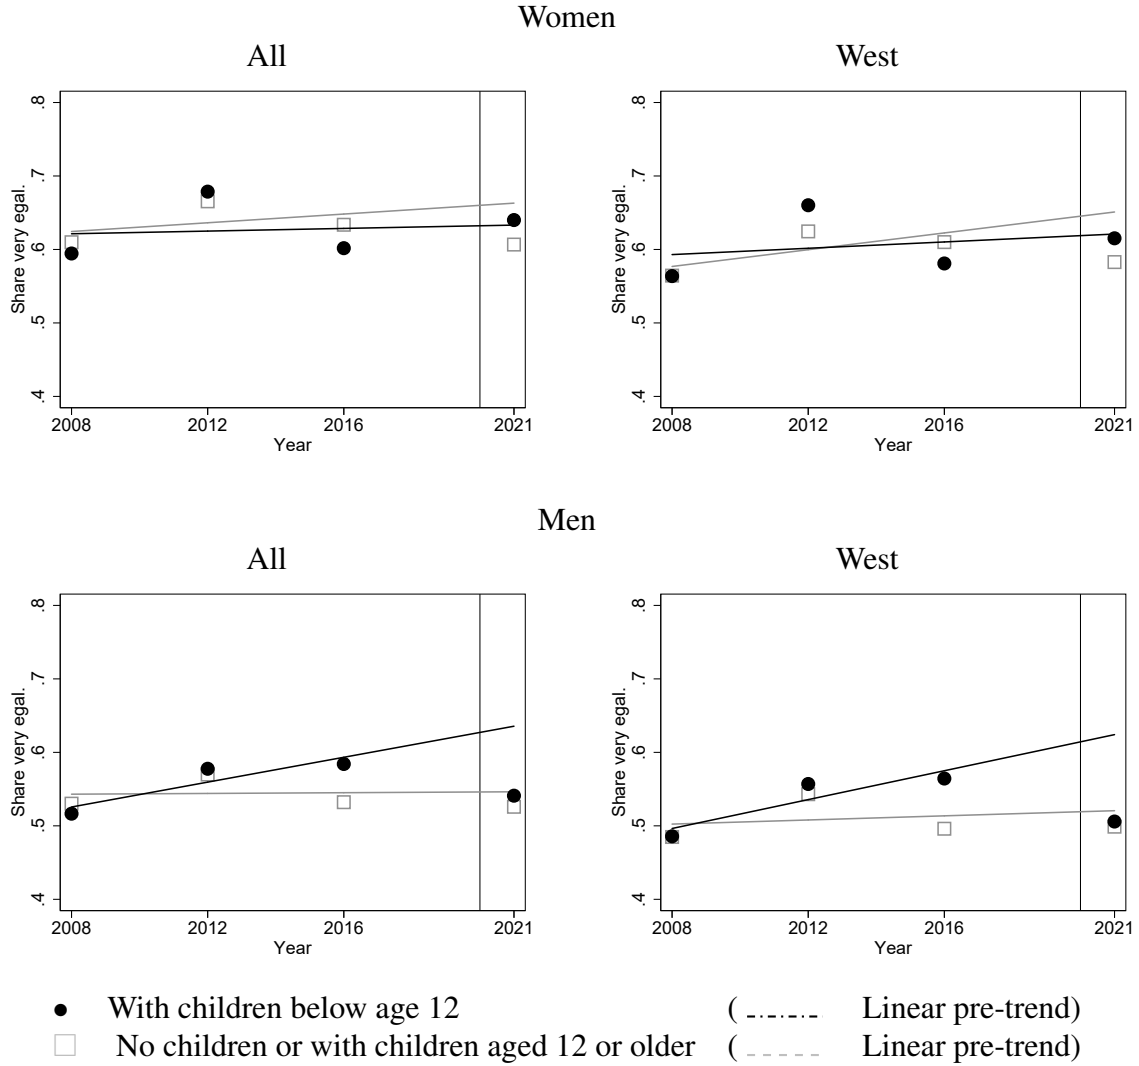 Women
All West
Share very egal.
.8
.7
.6
.5
.4
2008 2012 2016 2021
Year
Share very egal.
.8
.7
.6
.5
.4
2008 2012 2016 2021
Year
Men
All West
Share very egal.
.8
.7
.6
.5
.4
2008 2012 2016 2021
Year
Share very egal.
.8
.7
.6
.5
.4
2008 2012 2016 2021
Year
With children below age 12 ( Linear pre-trend)
No children or with children aged 12 or older ( Linear pre-trend)